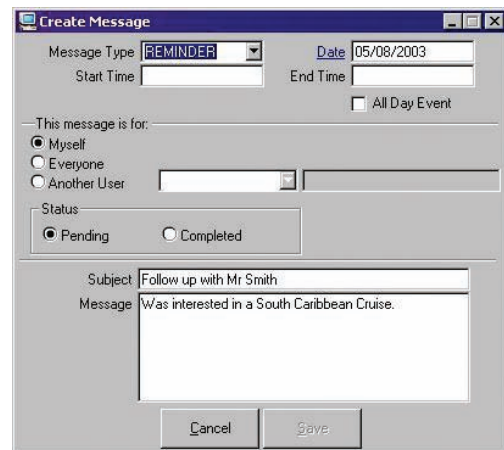 Create Message
Message Type REMINDER Date 05/08/2003
Start Time End Time
All Day Event
This message is for:
Myself
Everyone
Another User
Status
Pending Completed
Subject Follow up with Mr Smith
Message Was interested in a South Caribbean Cruise.
Cancel Save